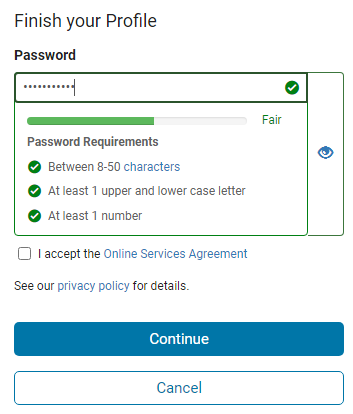 Finish your Profile
Password
•••••••••••
Fair
Password Requirements
Between 8-50 characters
At least 1 upper and lower case letter
At least 1 number
I accept the Online Services Agreement
See our privacy policy for details.
Continue
Cancel